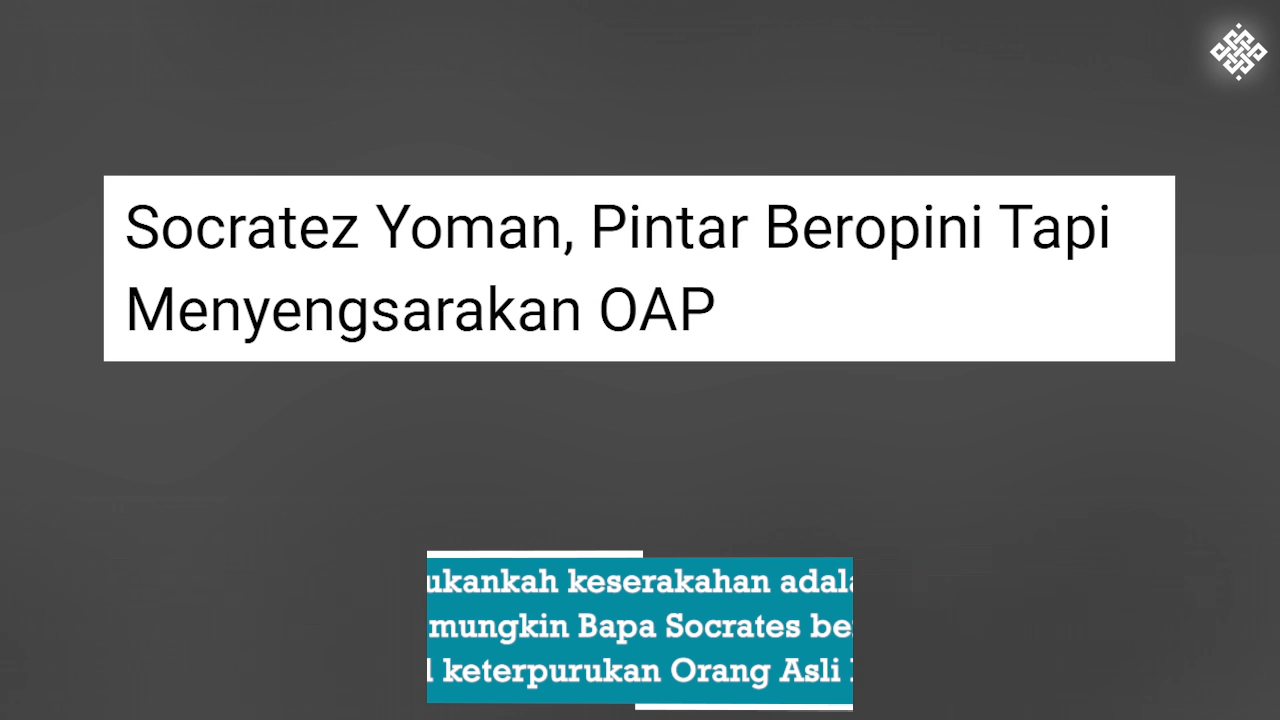 Socratez Yoman, Pintar Beropini Tapi
Menyengsarakan OAP
ukankah keserakahan adala
mungkin Bapa Socrates be
keterpurukan Orang Asli